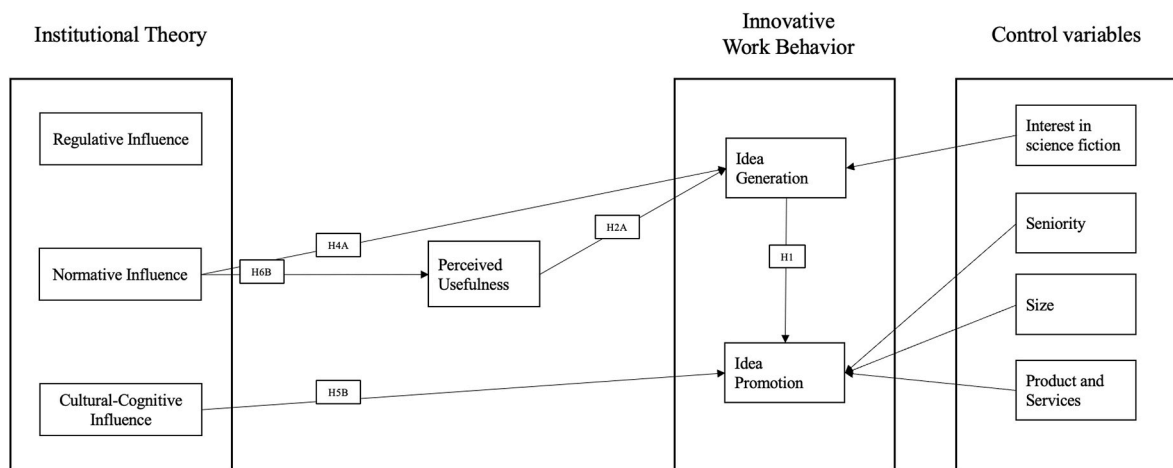 Institutional Theory
Innovative
Work Behavior
Control variables
Regulative Influence
Normative Influence
Cultural-Cognitive
Influence
H4A
H6B
H5B
Perceived
Usefulness
H2A
Idea
Generation
H1
Idea
Promotion
Interest in
science fiction
Seniority
Size
Product and
Services